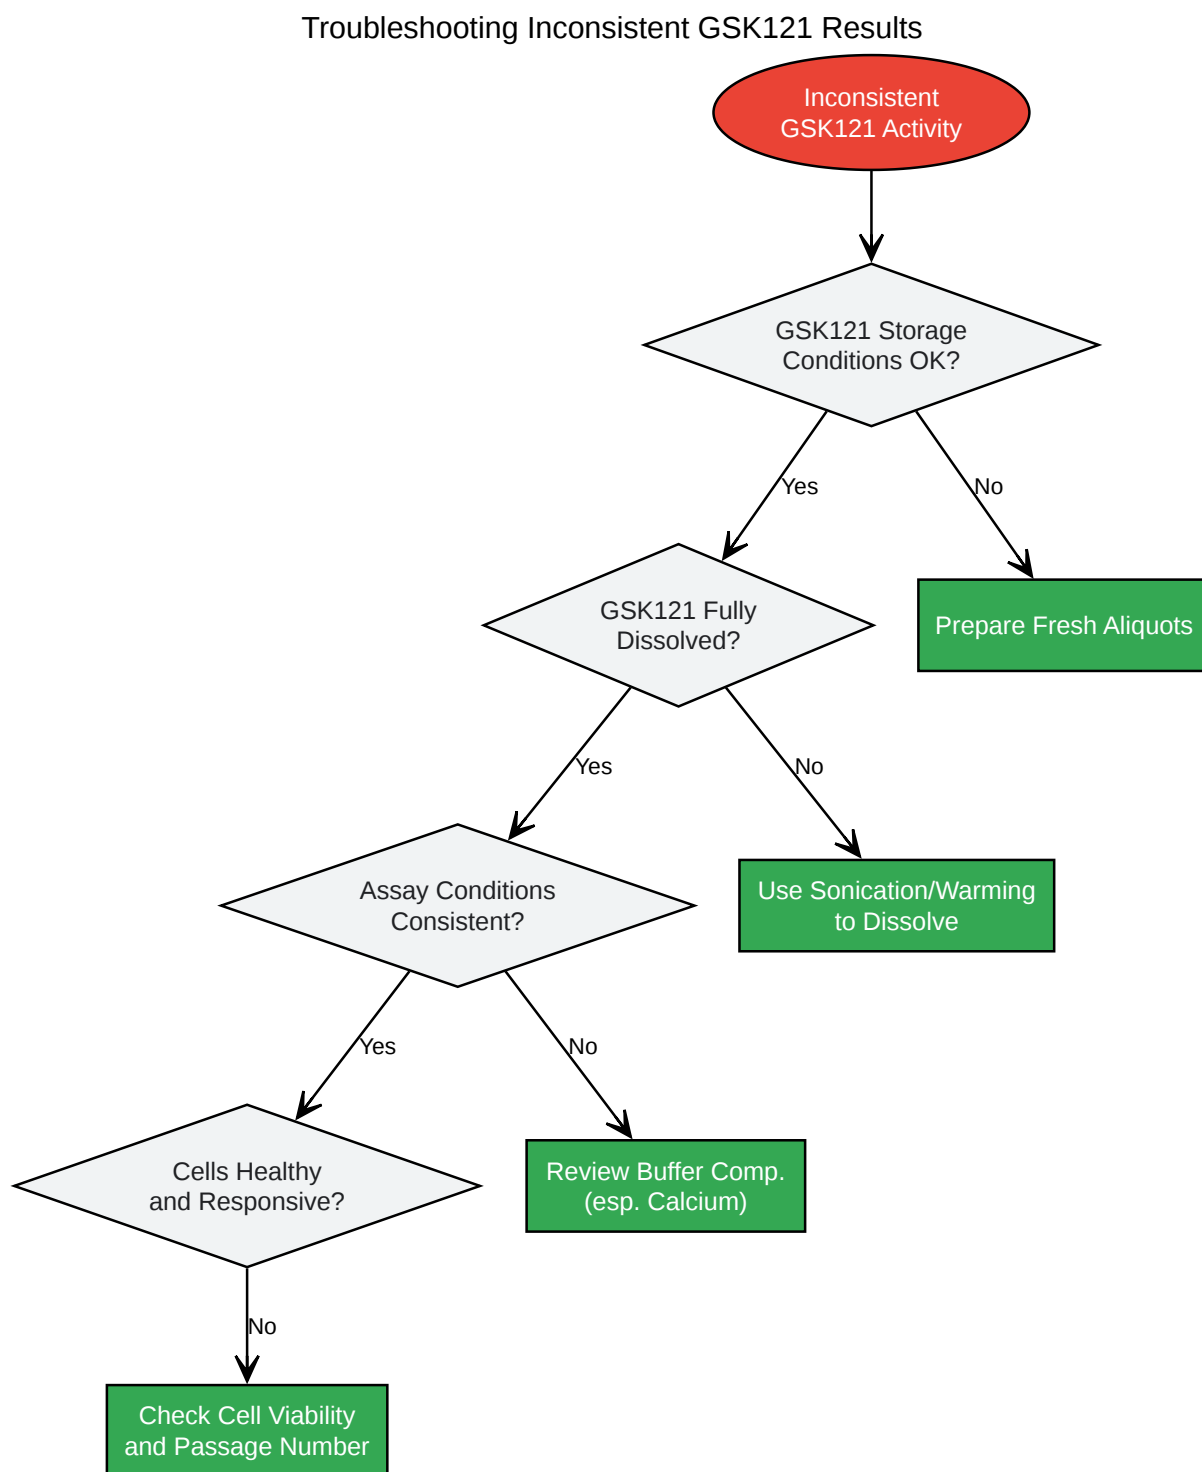 Troubleshooting Inconsistent GSK121 Results
Inconsistent
GSK121 Activity
GSK121 Storage
Conditions OK?
Yes
No
GSK121 Fully
Dissolved?
Prepare Fresh Aliquots
Yes
No
Assay Conditions
Consistent?
Use Sonication/Warming
to Dissolve
Yes
No
Cells Healthy
and Responsive?
Review Buffer Comp.
(esp. Calcium)
No
Check Cell Viability
and Passage Number